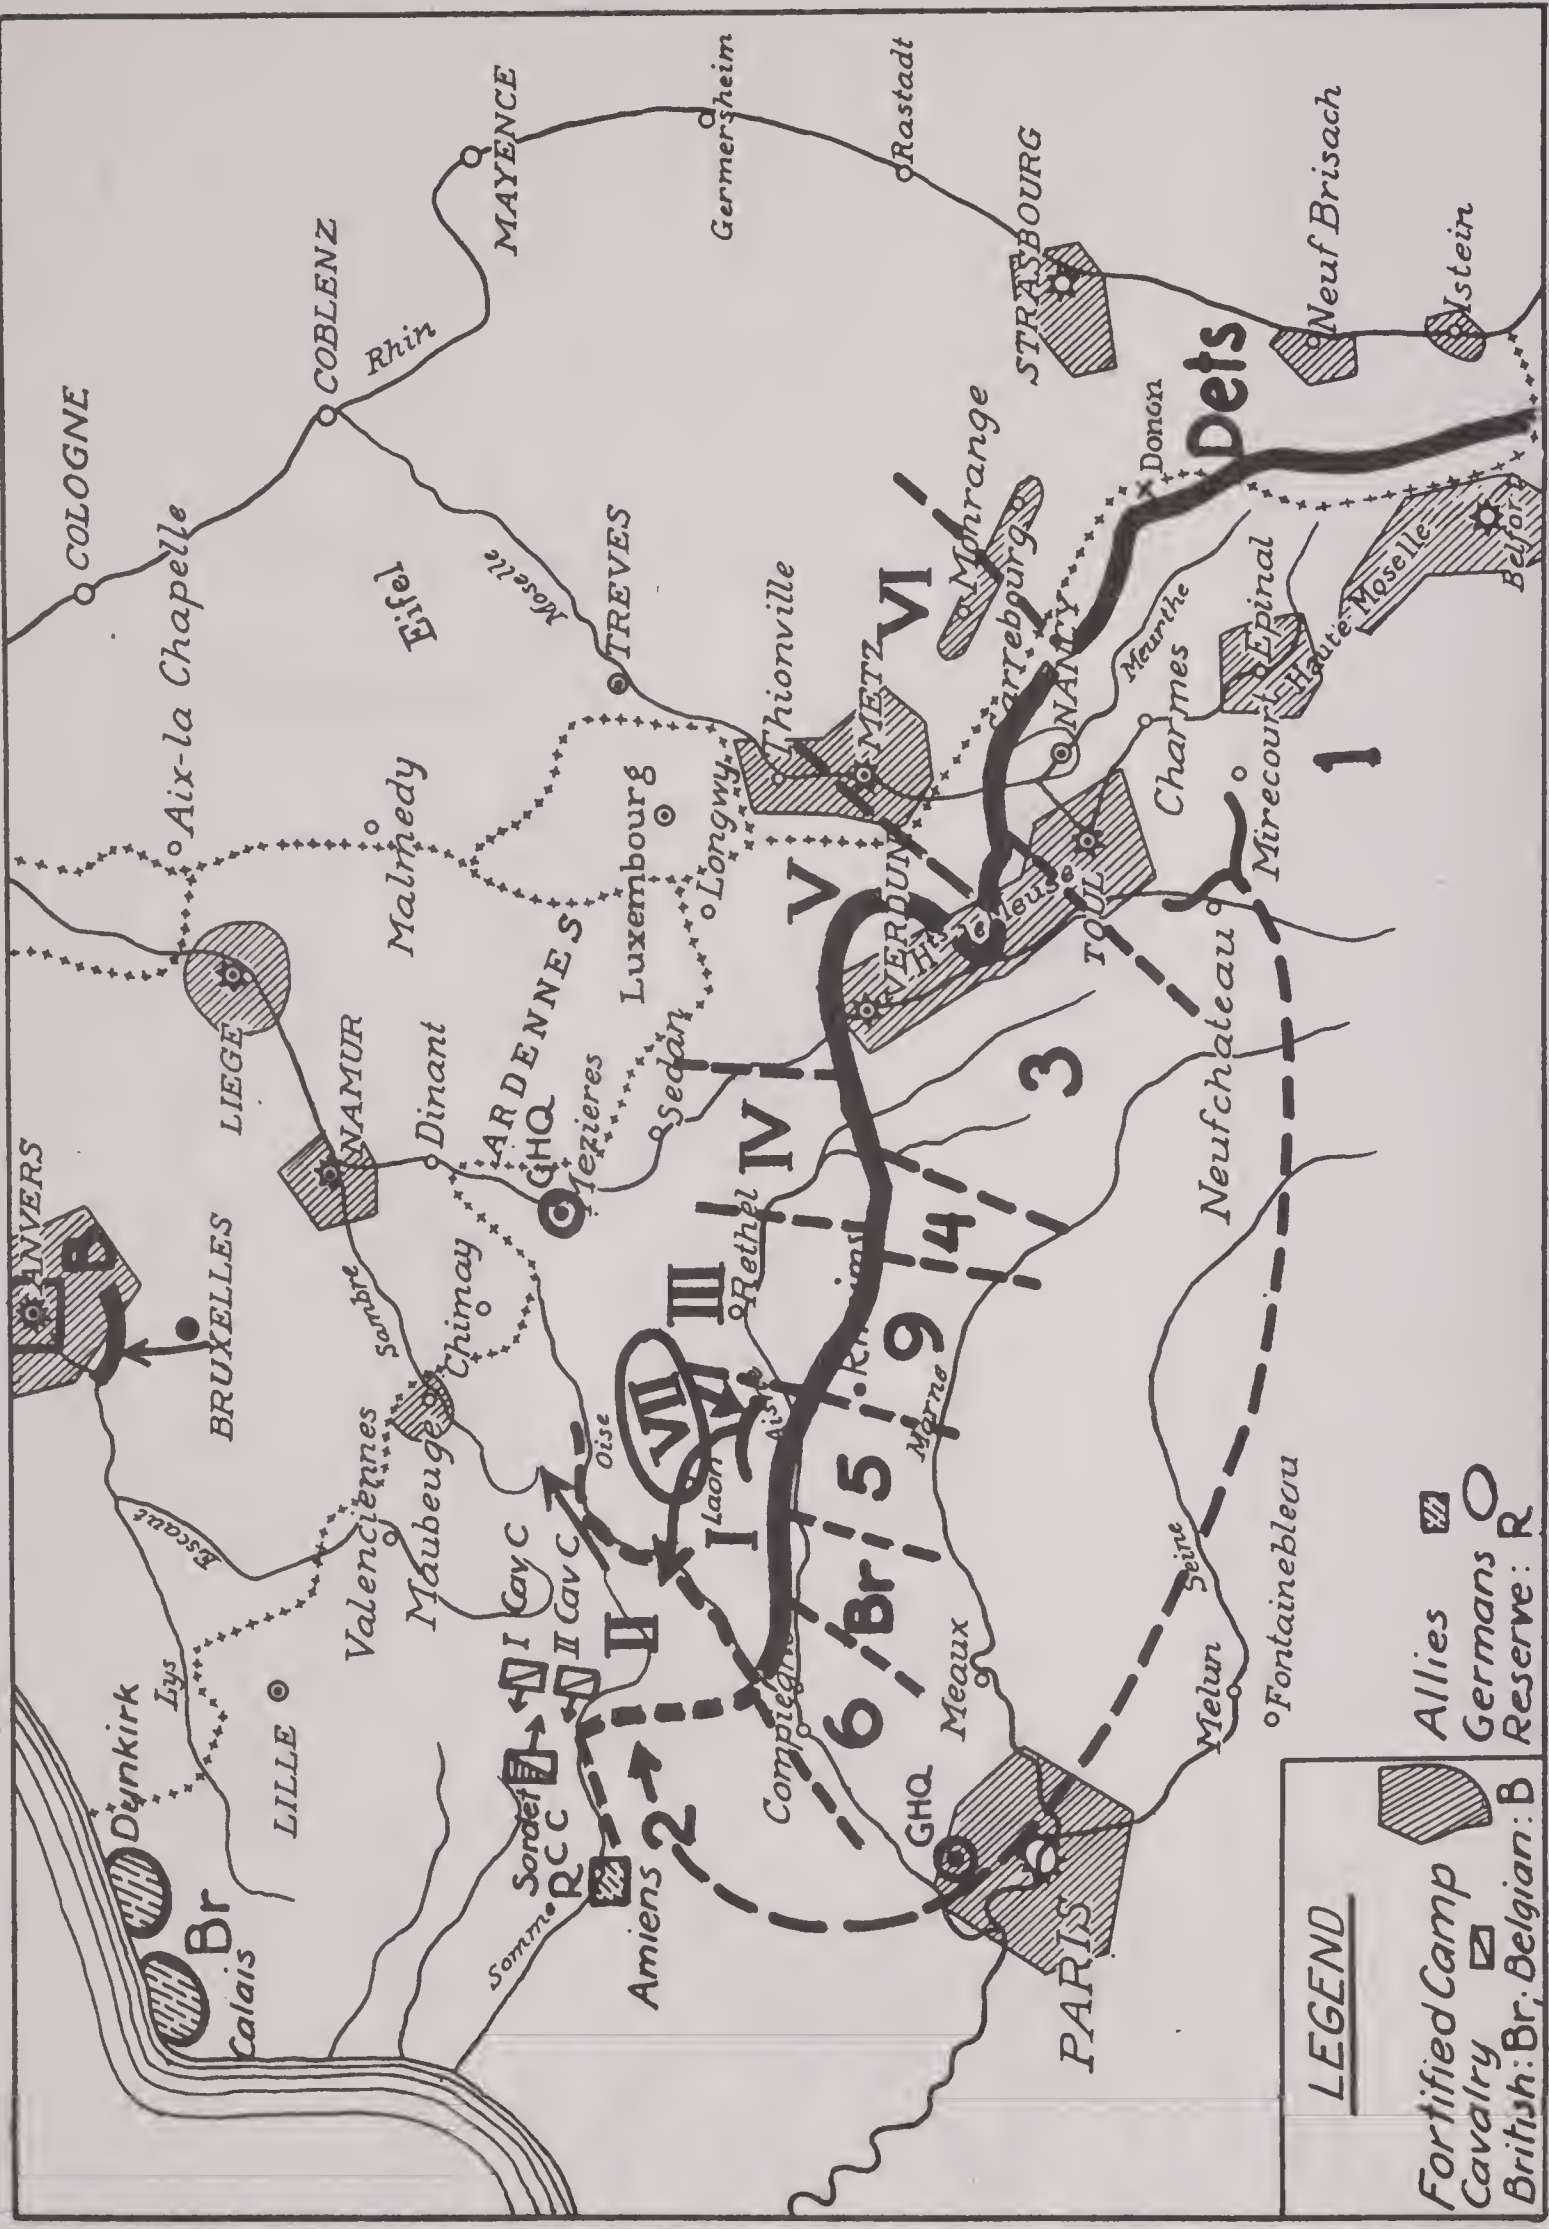 Dunkirk
Calais
Br
LILLE
Lys
Escaut
ANVERS
B
BRUXELLES
Valenciennes
Maubeuge
Sambre
Chimay
NAMUR
LIEGE
Dinant
ARDENNES
GHQ
Mezieres
Sedan
Aix-la Chapelle
Malmedy
COLOGNE
COBLENZ
Rhin
MAYENCE
Eifel
Moselle
TREVES
Luxembourg
Longwy
Thionville
METZ
Germersheim
Rastadt
STRASBOURG
Neuf Brisach
Istein
Morhange
Sarrebourg
Donon
Dets
I Cav C
II Cav C
Sordet
R C C
Somme
Amiens
2
II
Oise
VII
Laon
I
III
Rethel
Aisne
IV
V
VI
VERDUN
Hts Meuse
TOUL
NANCY
Meurthe
Charmes
Epinal
Haute Moselle
Belfort
Mirecourt
1
Neufchateau
3
14
9
Marne
5
Br
6
Compiegne
Meaux
GHQ
PARIS
Seine
Melun
Fontainebleau
LEGEND
Fortified Camp
Cavalry
Allies
Germans
British: Br; Belgian: B
Reserve: R